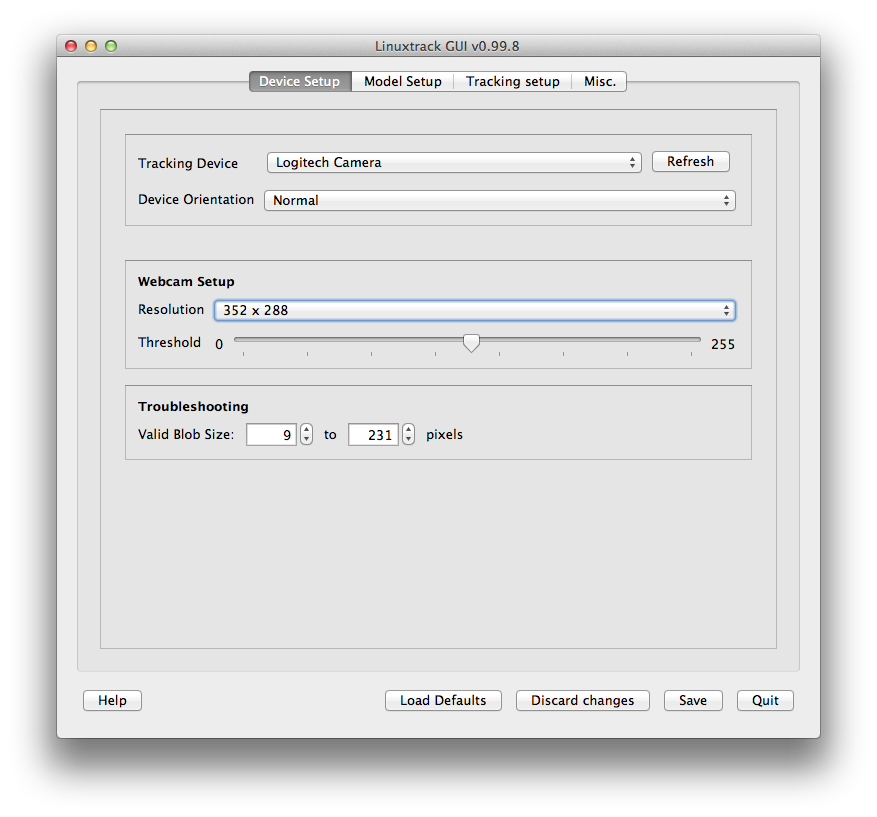 Linuxtrack GUI v0.99.8
Device Setup Model Setup Tracking setup Misc.
Tracking Device Logitech Camera Refresh
Device Orientation Normal
Webcam Setup
Resolution 352 x 288
Threshold 0 255
Troubleshooting
Valid Blob Size: 9 to 231 pixels
Help Load Defaults Discard changes Save Quit